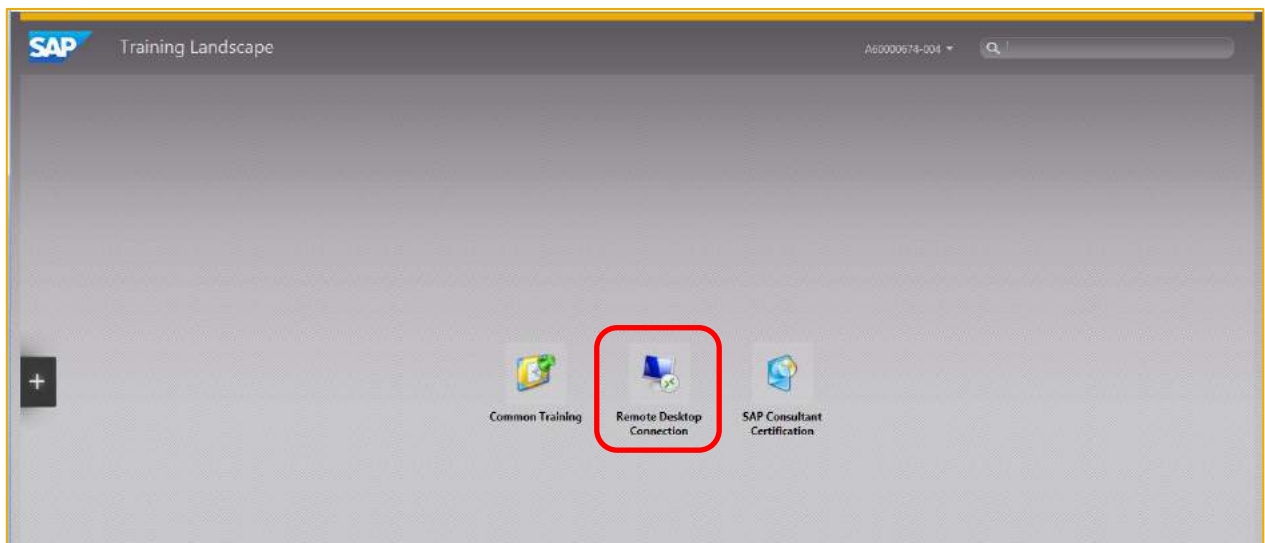 SAP
Training Landscape
A60000674-004
Common Training
Remote Desktop
Connection
SAP Consultant
Certification